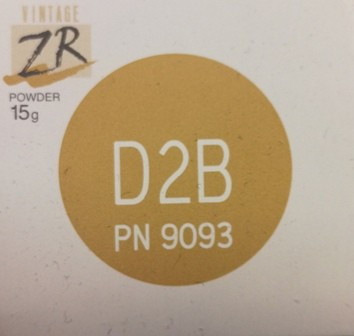 VINTAGE
ZR
POWDER
15g
D2B
PN 9093